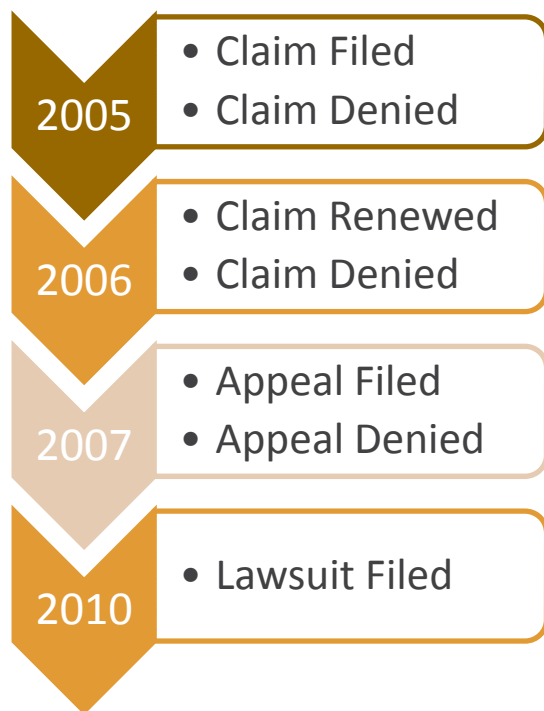 2005
• Claim Filed
• Claim Denied
2006
• Claim Renewed
• Claim Denied
2007
• Appeal Filed
• Appeal Denied
2010
• Lawsuit Filed